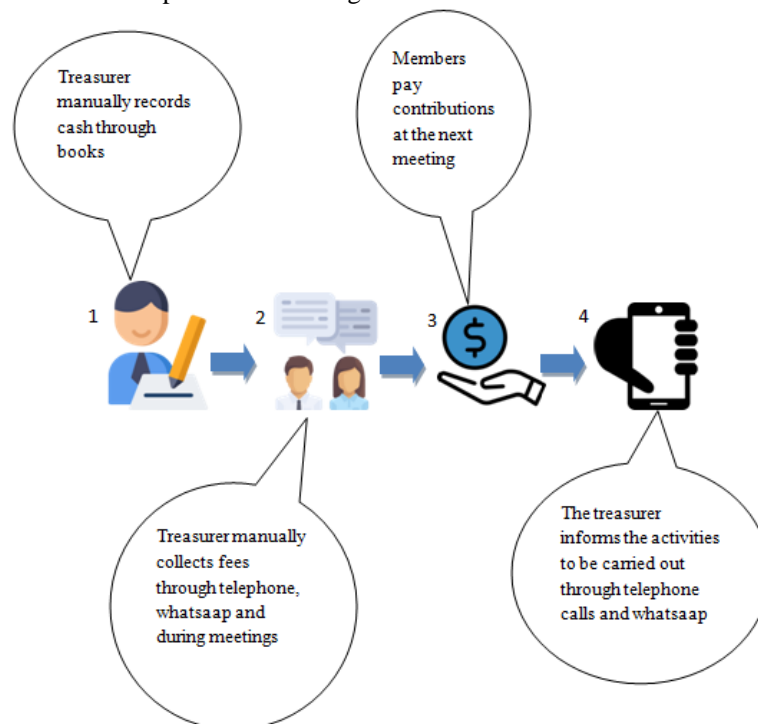 Treasurer
manually records
cash through
books
Members
pay
contributions
at the next
meeting
1
2
3
4
Treasurer manually
collects fees
through telephone,
whatsaap and
during meetings
The treasurer
informs the activities
to be carried out
through telephone
calls and whatsaap